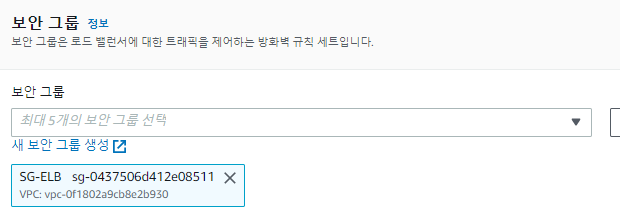 보안 그룹 정보
보안 그룹은 로드 밸런서에 대한 트래픽을 제어하는 방화벽 규칙 세트입니다.
보안 그룹
최대 5개의 보안 그룹 선택
새 보안 그룹 생성
SG-ELB sg-0437506d412e08511
VPC: vpc-0f1802a9cb8e2b930